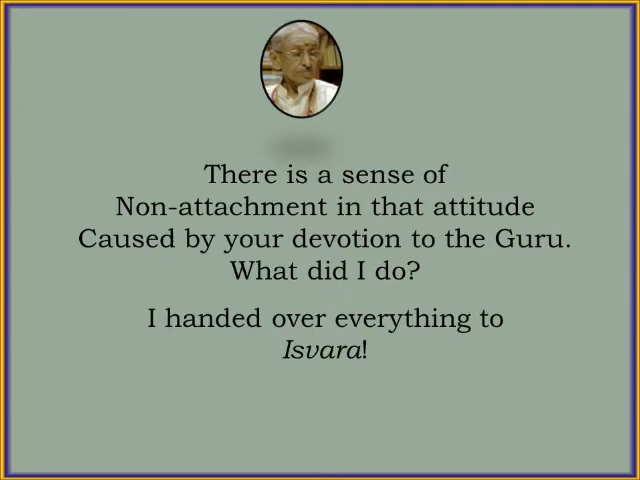 There is a sense of
Non-attachment in that attitude
Caused by your devotion to the Guru.
What did I do?
I handed over everything to
Isvara!